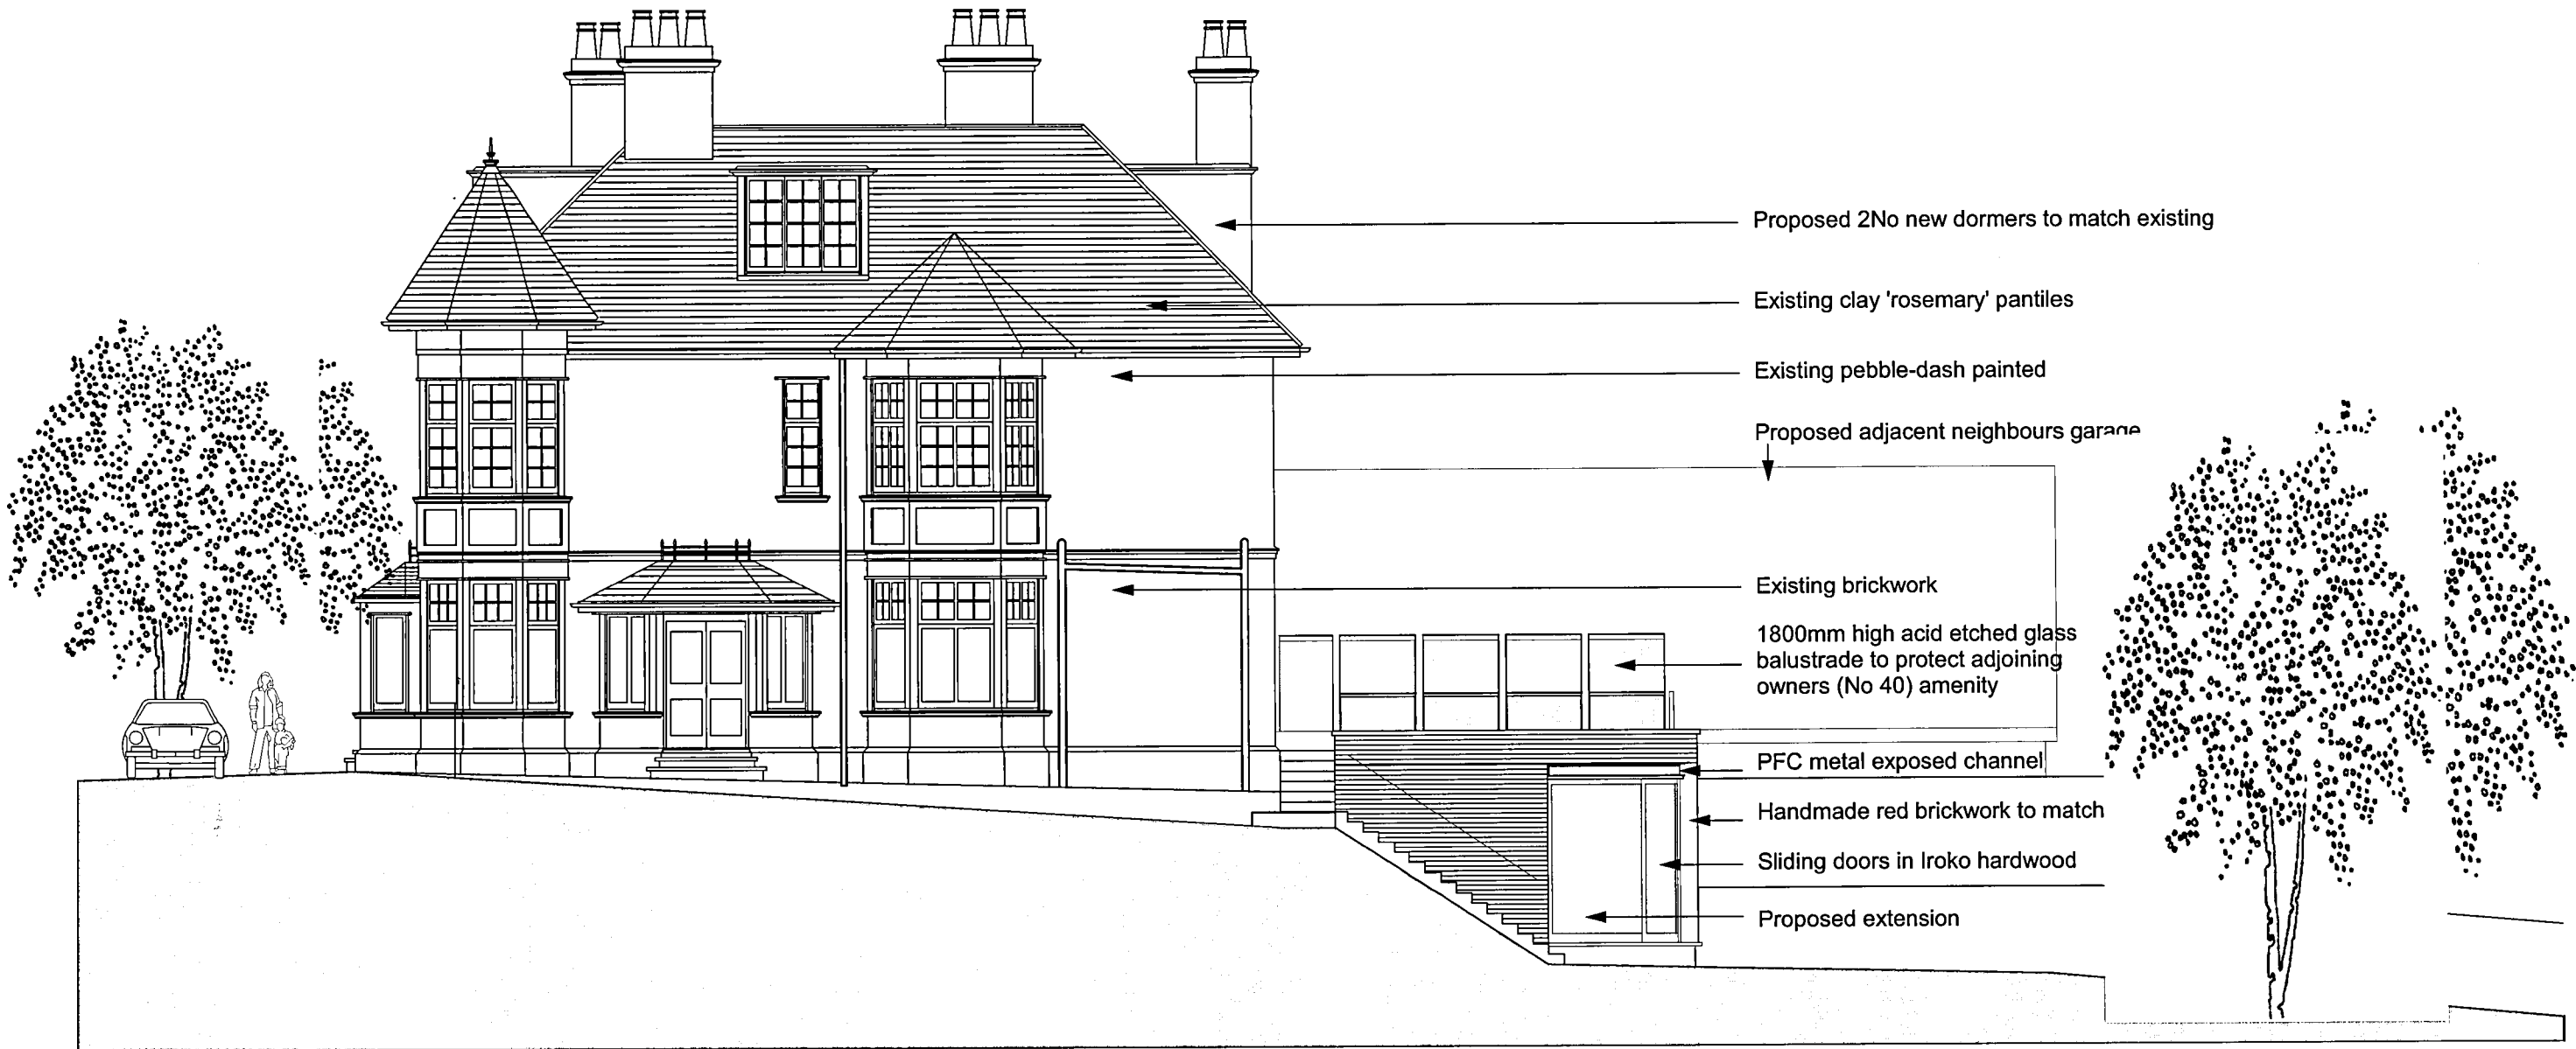 Proposed 2No new dormers to match existing
Existing clay 'rosemary' pantiles
Existing pebble-dash painted
Proposed adjacent neighbours garage
Existing brickwork
1800mm high acid etched glass
balustrade to protect adjoining
owners (No 40) amenity
PFC metal exposed channel
Handmade red brickwork to match
Sliding doors in Iroko hardwood
Proposed extension